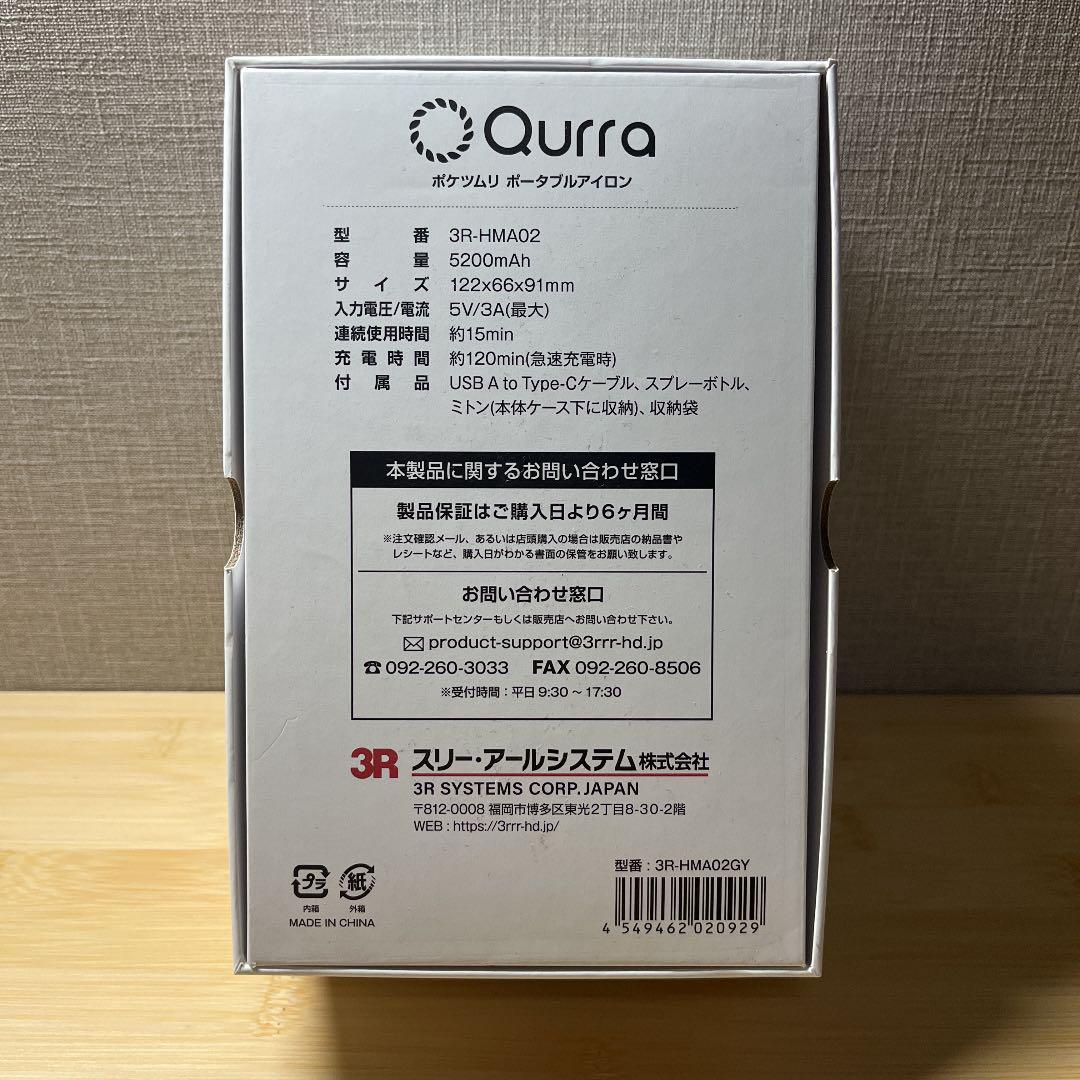 Qurra
ポケツムリ ポータブルアイロン
型番 3R-HMA02
容量 5200mAh
サイズ 122x66x91mm
入力電圧/電流 5V/3A(最大)
連続使用時間 約15min
充電時間 約120min(急速充電時)
付属品 USB A to Type-Cケーブル、スプレーボトル、
ミトン(本体ケース下に収納)、収納袋
本製品に関するお問い合わせ窓口
製品保証はご購入日より6ヶ月間
※注文確認メール、あるいは店頭購入の場合は販売店の納品書や
レシートなど、購入日がわかる書面の保管をお願い致します。
お問い合わせ窓口
下記サポートセンターもしくは販売店へお問い合わせ下さい。
product-support@3rrr-hd.jp
092-260-3033 FAX 092-260-8506
※受付時間：平日 9:30 ~ 17:30
3R スリー・アールシステム株式会社
3R SYSTEMS CORP. JAPAN
〒812-0008 福岡市博多区東光2丁目8-30-2階
WEB : https://3rrr-hd.jp/
型番 : 3R-HMA02GY
プラ 紙
内箱 外箱
MADE IN CHINA
4 549462 020929